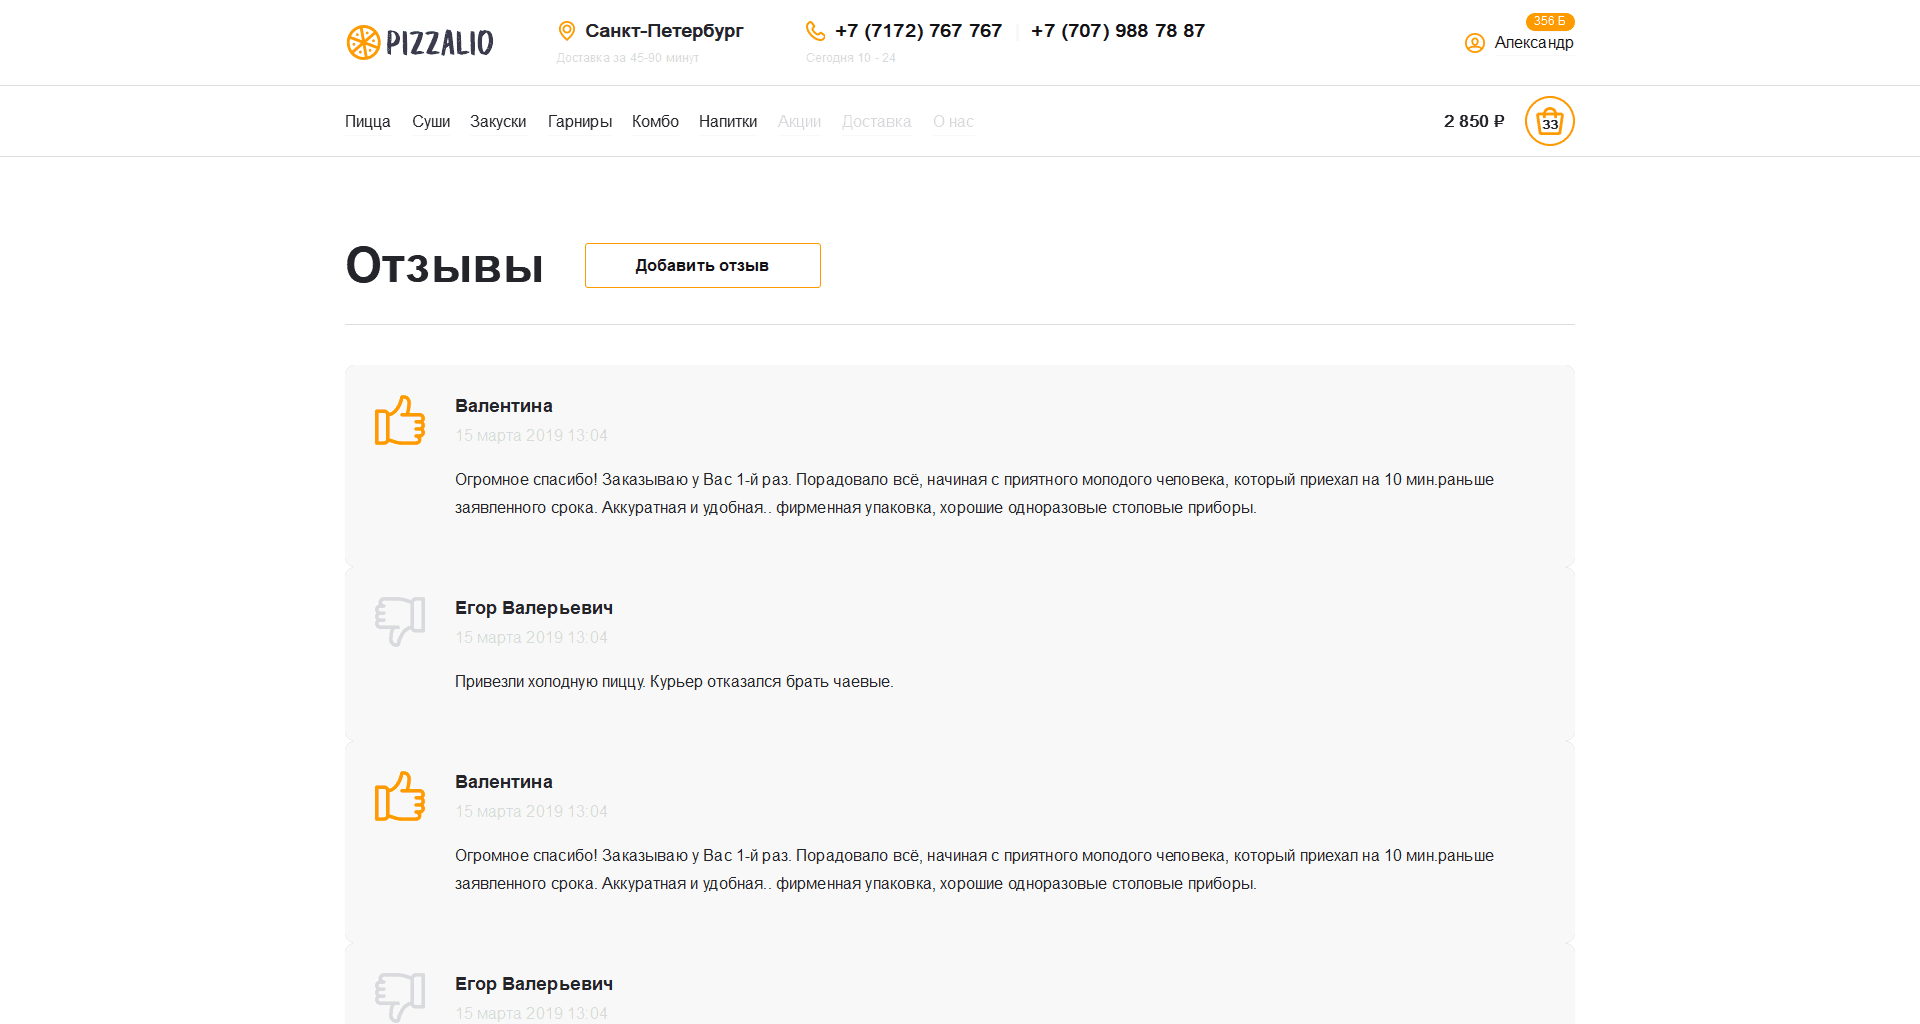 PIZZALIO
Санкт-Петербург
Доставка за 45-90 минут
+7 (7172) 767 767 | +7 (707) 988 78 87
Сегодня 10 - 24
356 Б
Александр
Пицца Суши Закуски Гарниры Комбо Напитки Акции Доставка О нас
2 850 ₽
33
Отзывы
Добавить отзыв
Валентина
15 марта 2019 13:04
Огромное спасибо! Заказываю у Вас 1-й раз. Порадовало всё, начиная с приятного молодого человека, который приехал на 10 мин.раньше
заявленного срока. Аккуратная и удобная.. фирменная упаковка, хорошие одноразовые столовые приборы.
Егор Валерьевич
15 марта 2019 13:04
Привезли холодную пиццу. Курьер отказался брать чаевые.
Валентина
15 марта 2019 13:04
Огромное спасибо! Заказываю у Вас 1-й раз. Порадовало всё, начиная с приятного молодого человека, который приехал на 10 мин.раньше
заявленного срока. Аккуратная и удобная.. фирменная упаковка, хорошие одноразовые столовые приборы.
Егор Валерьевич
15 марта 2019 13:04